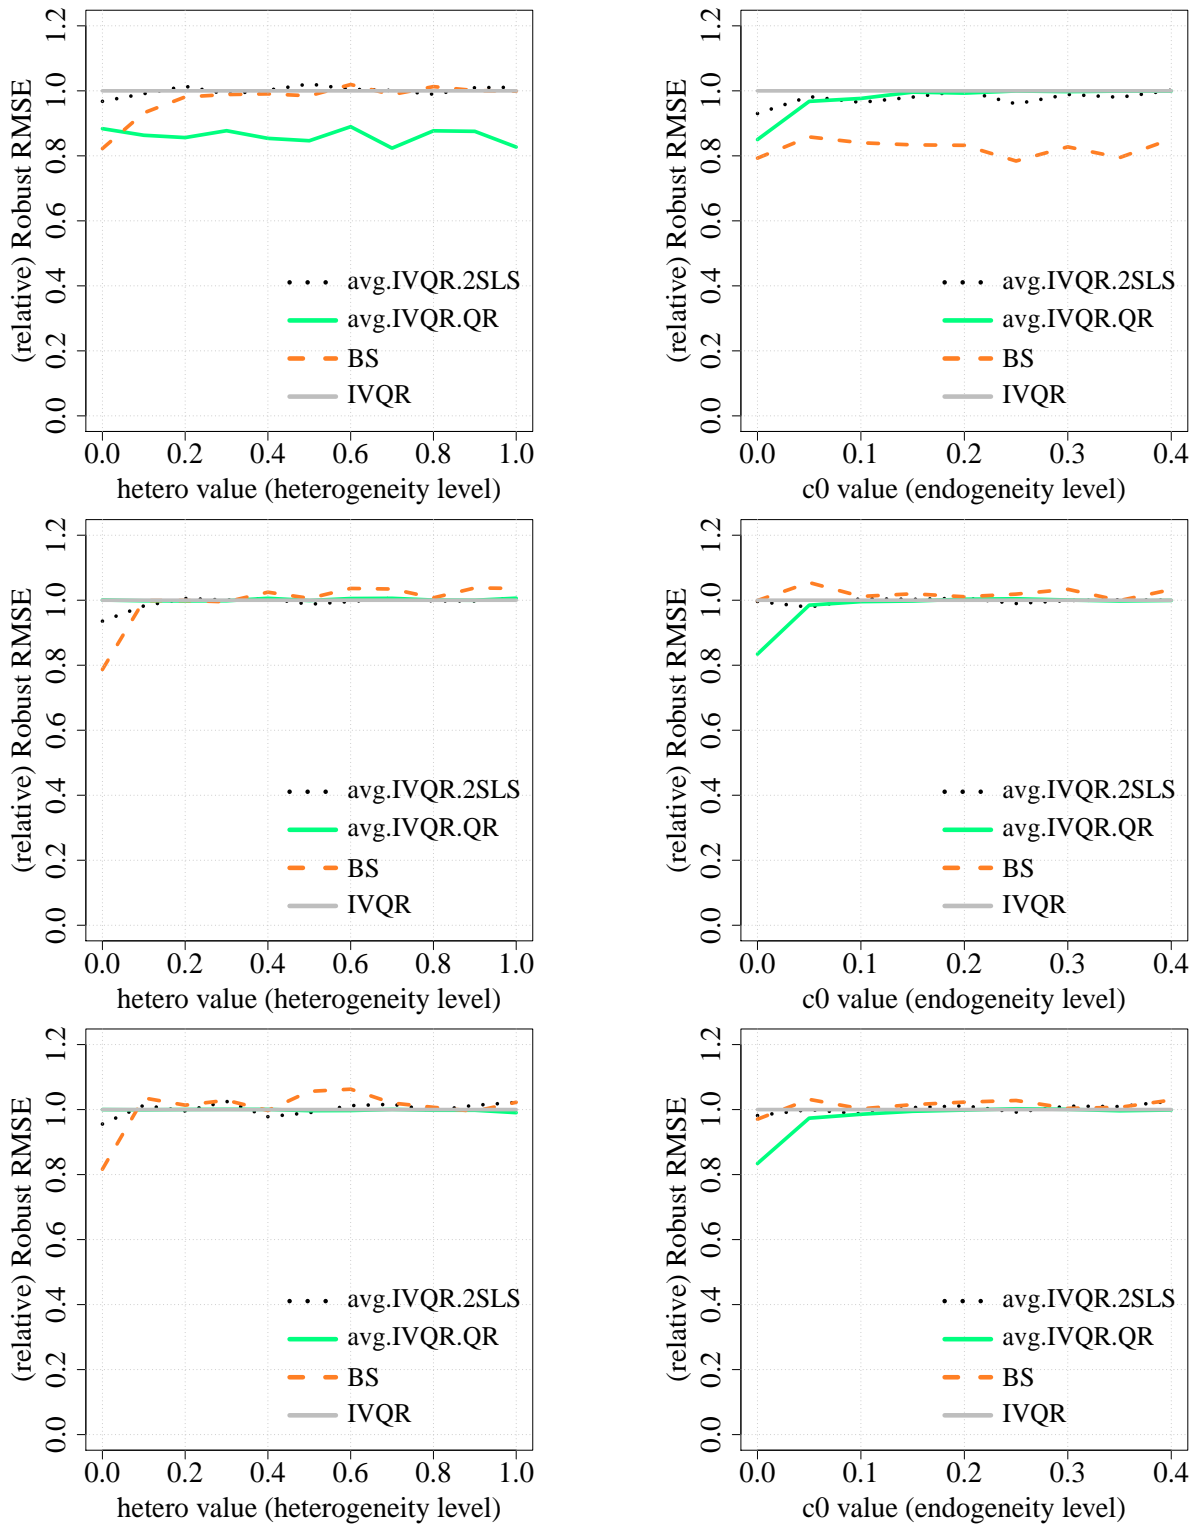 (relative) Robust RMSE
0.0 0.2 0.4 0.6 0.8 1.0 1.2
avg.IVQR.2SLS
avg.IVQR.QR
BS
IVQR
0.0 0.2 0.4 0.6 0.8 1.0
hetero value (heterogeneity level)
(relative) Robust RMSE
0.0 0.2 0.4 0.6 0.8 1.0 1.2
avg.IVQR.2SLS
avg.IVQR.QR
BS
IVQR
0.0 0.1 0.2 0.3 0.4
c0 value (endogeneity level)
(relative) Robust RMSE
0.0 0.2 0.4 0.6 0.8 1.0 1.2
avg.IVQR.2SLS
avg.IVQR.QR
BS
IVQR
0.0 0.2 0.4 0.6 0.8 1.0
hetero value (heterogeneity level)
(relative) Robust RMSE
0.0 0.2 0.4 0.6 0.8 1.0 1.2
avg.IVQR.2SLS
avg.IVQR.QR
BS
IVQR
0.0 0.1 0.2 0.3 0.4
c0 value (endogeneity level)
(relative) Robust RMSE
0.0 0.2 0.4 0.6 0.8 1.0 1.2
avg.IVQR.2SLS
avg.IVQR.QR
BS
IVQR
0.0 0.2 0.4 0.6 0.8 1.0
hetero value (heterogeneity level)
(relative) Robust RMSE
0.0 0.2 0.4 0.6 0.8 1.0 1.2
avg.IVQR.2SLS
avg.IVQR.QR
BS
IVQR
0.0 0.1 0.2 0.3 0.4
c0 value (endogeneity level)